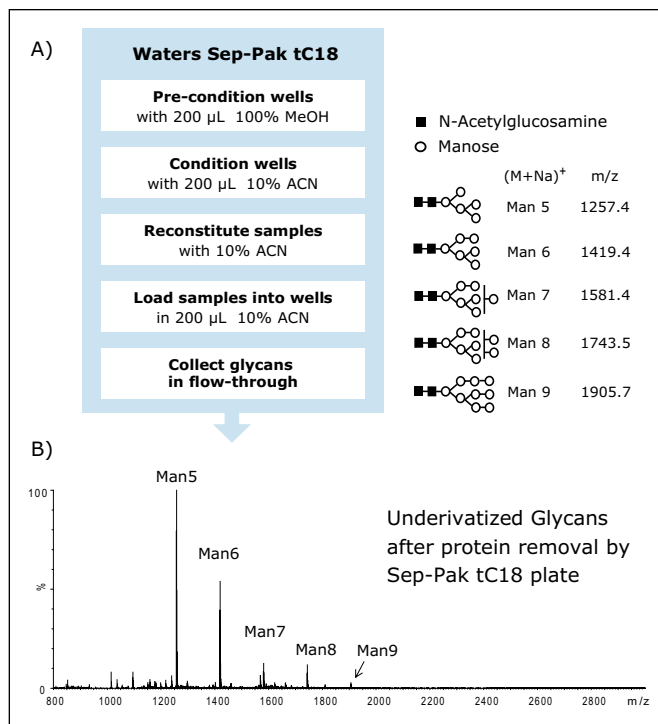 A)
Waters Sep-Pak tC18
Pre-condition wells
with 200 µL 100% MeOH
Condition wells
with 200 µL 10% ACN
Reconstitute samples
with 10% ACN
Load samples into wells
in 200 µL 10% ACN
Collect glycans
in flow-through
N-Acetylglucosamine
Manose
(M+Na)+ m/z
Man 5 1257.4
Man 6 1419.4
Man 7 1581.4
Man 8 1743.5
Man 9 1905.7
B)
Man5
Man6
Man7
Man8
Man9
Underivatized Glycans
after protein removal by
Sep-Pak tC18 plate
100
%
0
800 1000 1200 1400 1600 1800 2000 2200 2400 2600 2800 m/z